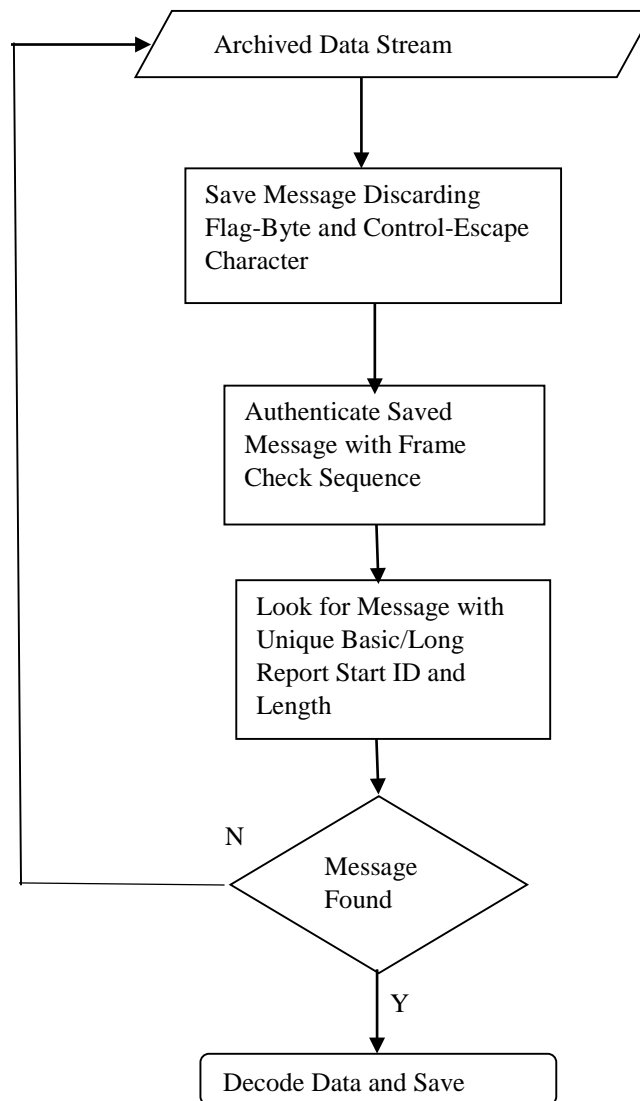 Archived Data Stream
Save Message Discarding
Flag-Byte and Control-Escape
Character
Authenticate Saved
Message with Frame
Check Sequence
Look for Message with
Unique Basic/Long
Report Start ID and
Length
N
Message
Found
Y
Decode Data and Save